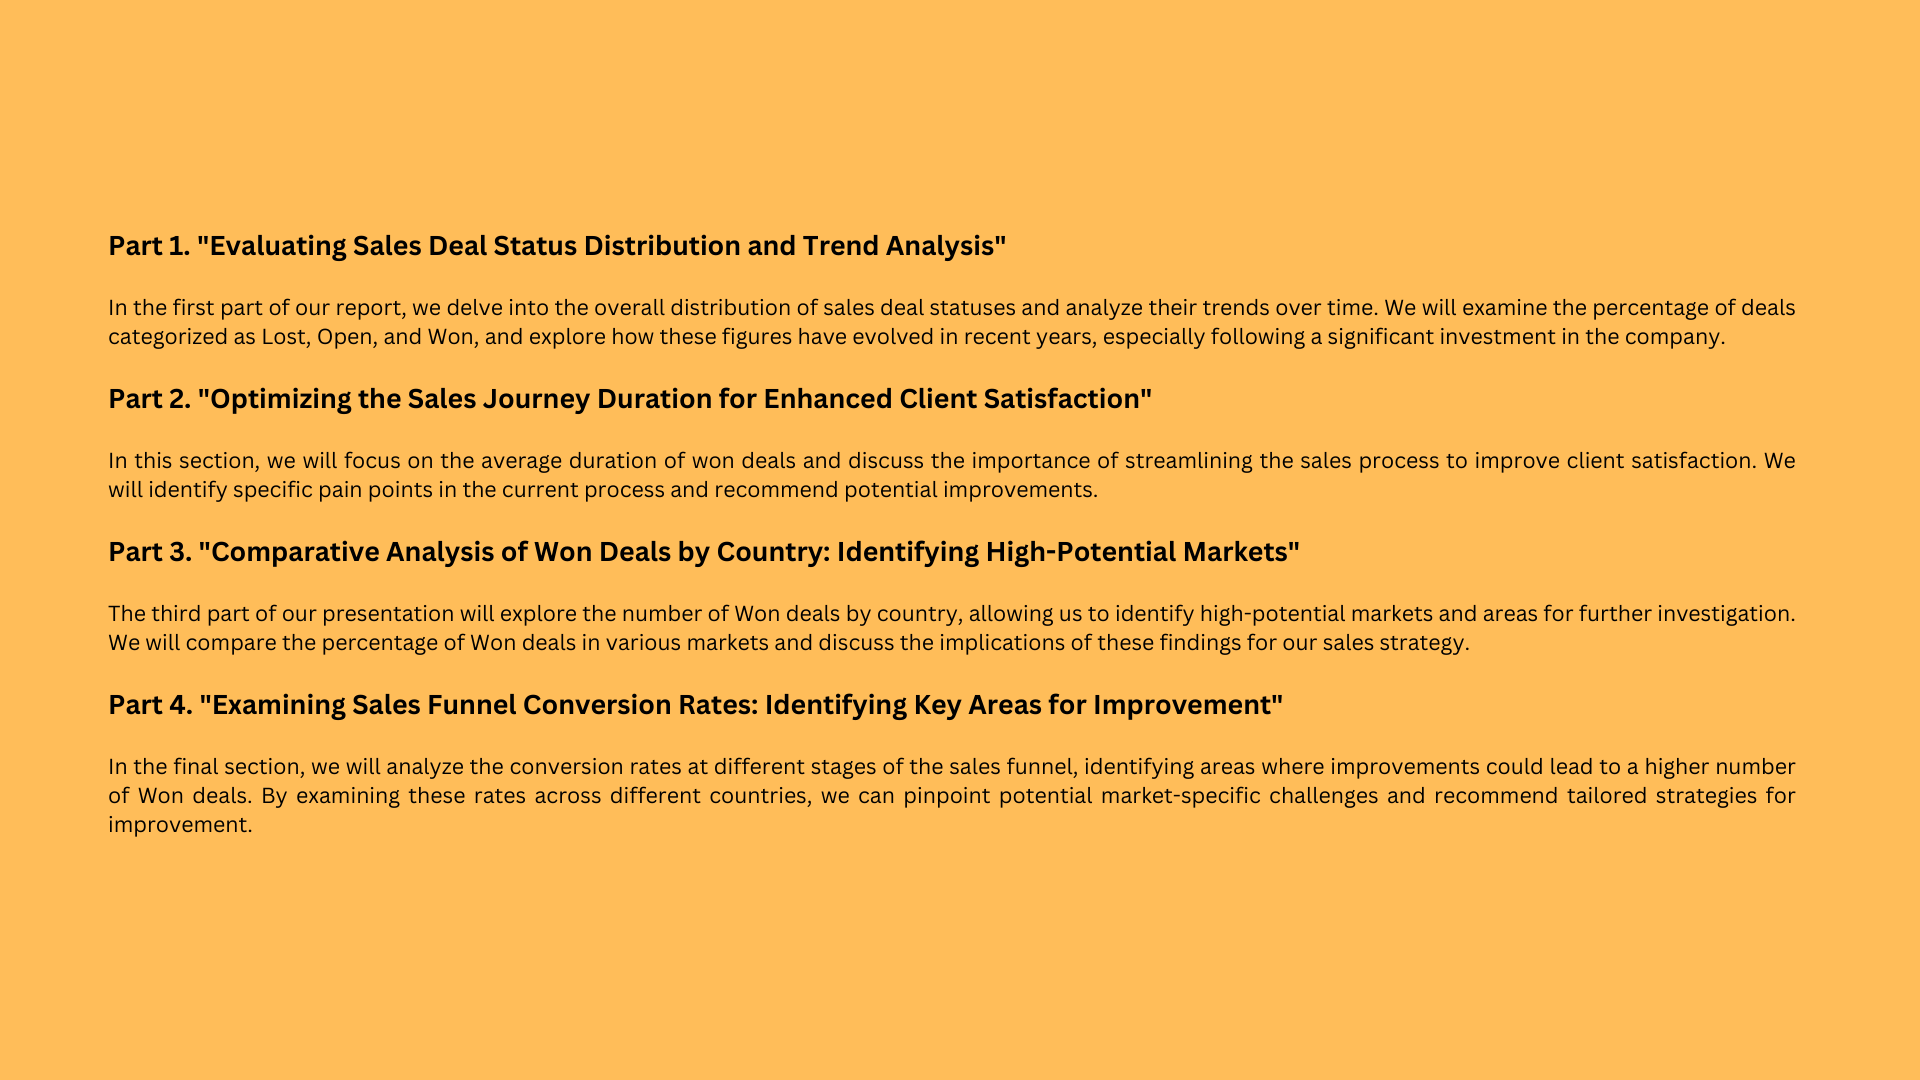 Part 1. "Evaluating Sales Deal Status Distribution and Trend Analysis"
In the first part of our report, we delve into the overall distribution of sales deal statuses and analyze their trends over time. We will examine the percentage of deals
categorized as Lost, Open, and Won, and explore how these figures have evolved in recent years, especially following a significant investment in the company.
Part 2. "Optimizing the Sales Journey Duration for Enhanced Client Satisfaction"
In this section, we will focus on the average duration of won deals and discuss the importance of streamlining the sales process to improve client satisfaction. We
will identify specific pain points in the current process and recommend potential improvements.
Part 3. "Comparative Analysis of Won Deals by Country: Identifying High-Potential Markets"
The third part of our presentation will explore the number of Won deals by country, allowing us to identify high-potential markets and areas for further investigation.
We will compare the percentage of Won deals in various markets and discuss the implications of these findings for our sales strategy.
Part 4. "Examining Sales Funnel Conversion Rates: Identifying Key Areas for Improvement"
In the final section, we will analyze the conversion rates at different stages of the sales funnel, identifying areas where improvements could lead to a higher number
of Won deals. By examining these rates across different countries, we can pinpoint potential market-specific challenges and recommend tailored strategies for
improvement.